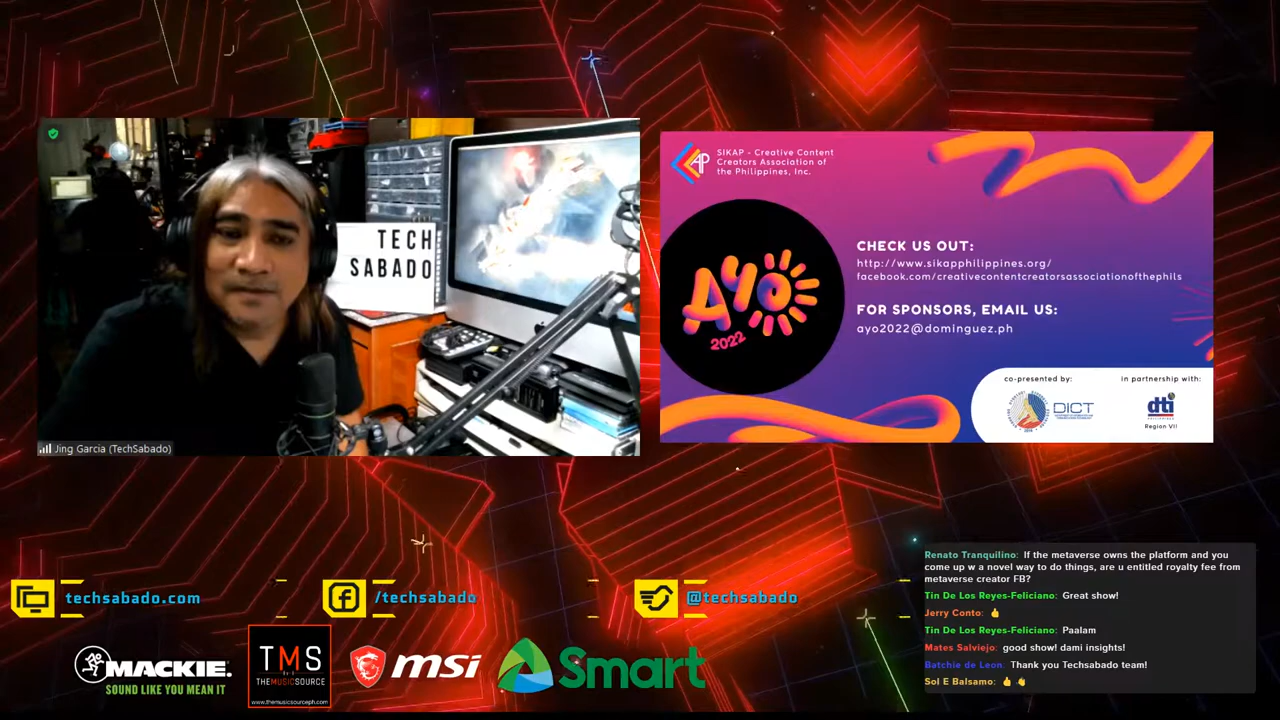 TECH
SABADO
Jing Garcia (TechSabado)
SIKAP - Creative Content
Creators Association of
the Philippines, Inc.
AYO
2022
CHECK US OUT:
http://www.sikapphilippines.org/
facebook.com/creativecontentcreatorsassociationofthephils
FOR SPONSORS, EMAIL US:
ayo2022@dominguez.ph
co-presented by:
in partnership with:
DICT
dti
PHILIPPINES
Region VII
techsabado.com
/techsabado
@techsabado
MACKIE.
SOUND LIKE YOU MEAN IT
TMS
THEMUSICSOURCE
www.themusicsourceph.com
msi
Smart
Renato Tranquilino: If the metaverse owns the platform and you
come up w a novel way to do things, are u entitled royalty fee from
metaverse creator FB?
Tin De Los Reyes-Feliciano: Great show!
Jerry Conto: 👍
Tin De Los Reyes-Feliciano: Paalam
Mates Salviejo: good show! dami insights!
Batchie de Leon: Thank you Techsabado team!
Sol E Balsamo: 👍 👏